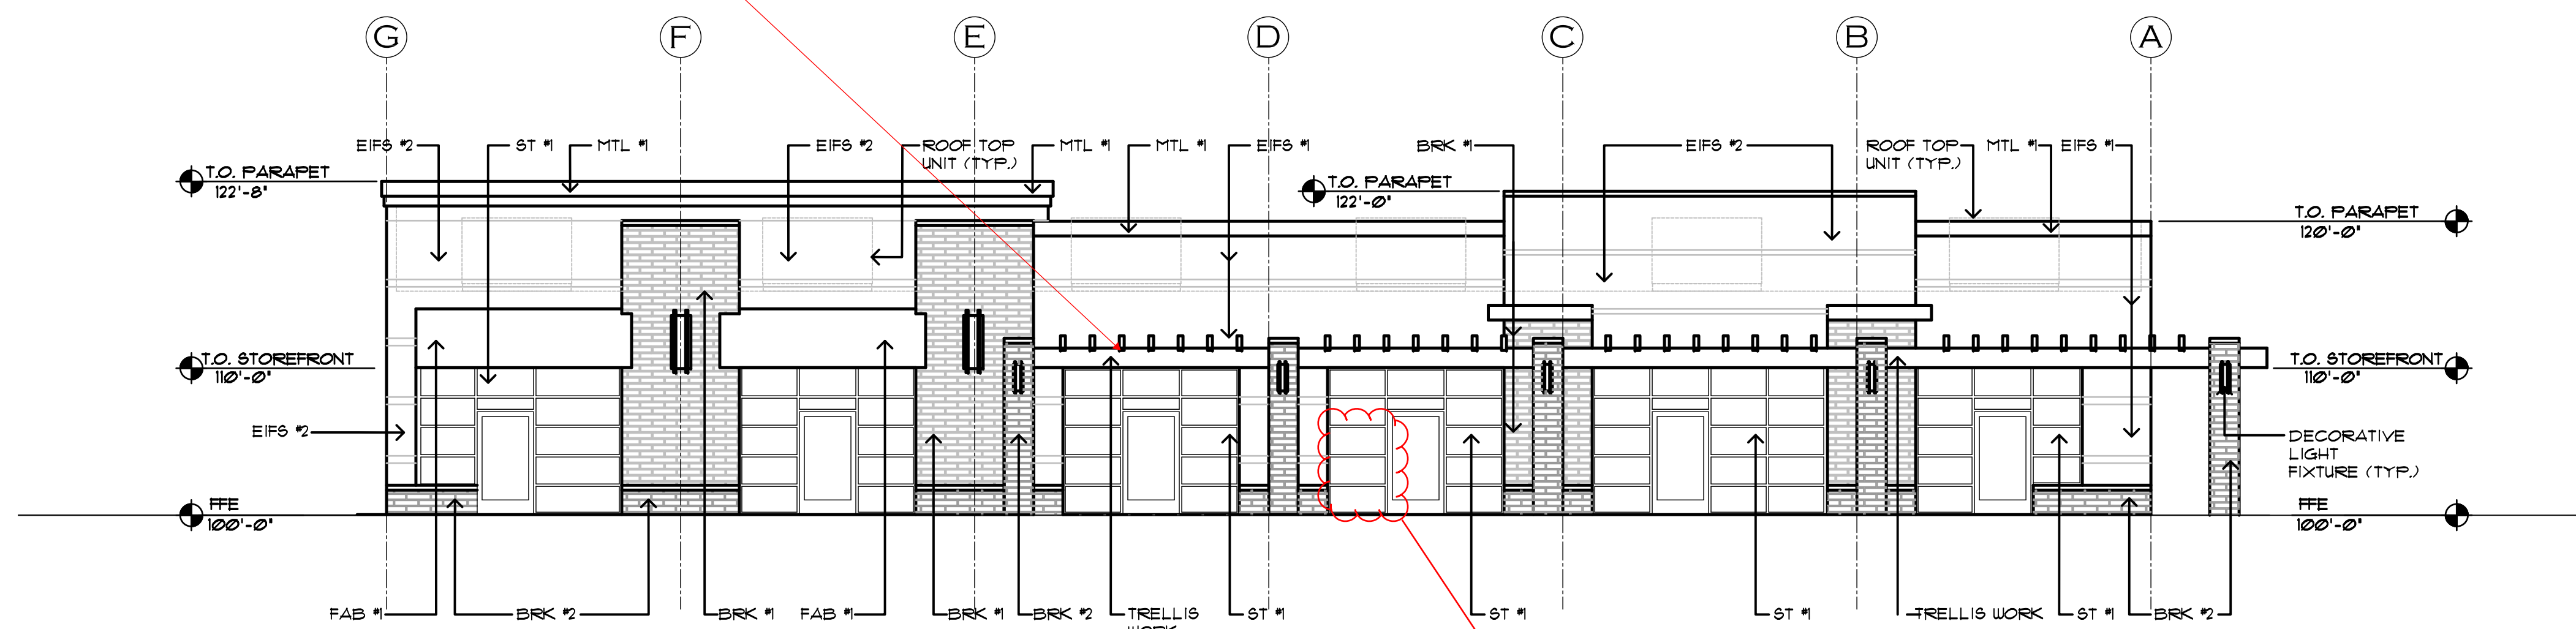 G F E D C B A
EIFS #2 ST #1 MTL #1 EIFS #2 ROOF TOP MTL #1 MTL #1 EIFS #1 BRK #1 EIFS #2 ROOF TOP MTL #1 EIFS #1
UNIT (TYP.) UNIT (TYP.)
T.O. PARAPET
122'-8"
T.O. PARAPET
122'-0"
T.O. PARAPET
120'-0"
T.O. STOREFRONT
110'-0"
T.O. STOREFRONT
110'-0"
EIFS #2
DECORATIVE
LIGHT
FIXTURE (TYP.)
FFE
100'-0"
FFE
100'-0"
FAB #1 BRK #2 BRK #1 FAB #1 BRK #1 BRK #2 TRELLIS ST #1 ST #1 ST #1 TRELLIS WORK ST #1 BRK #2
WORK